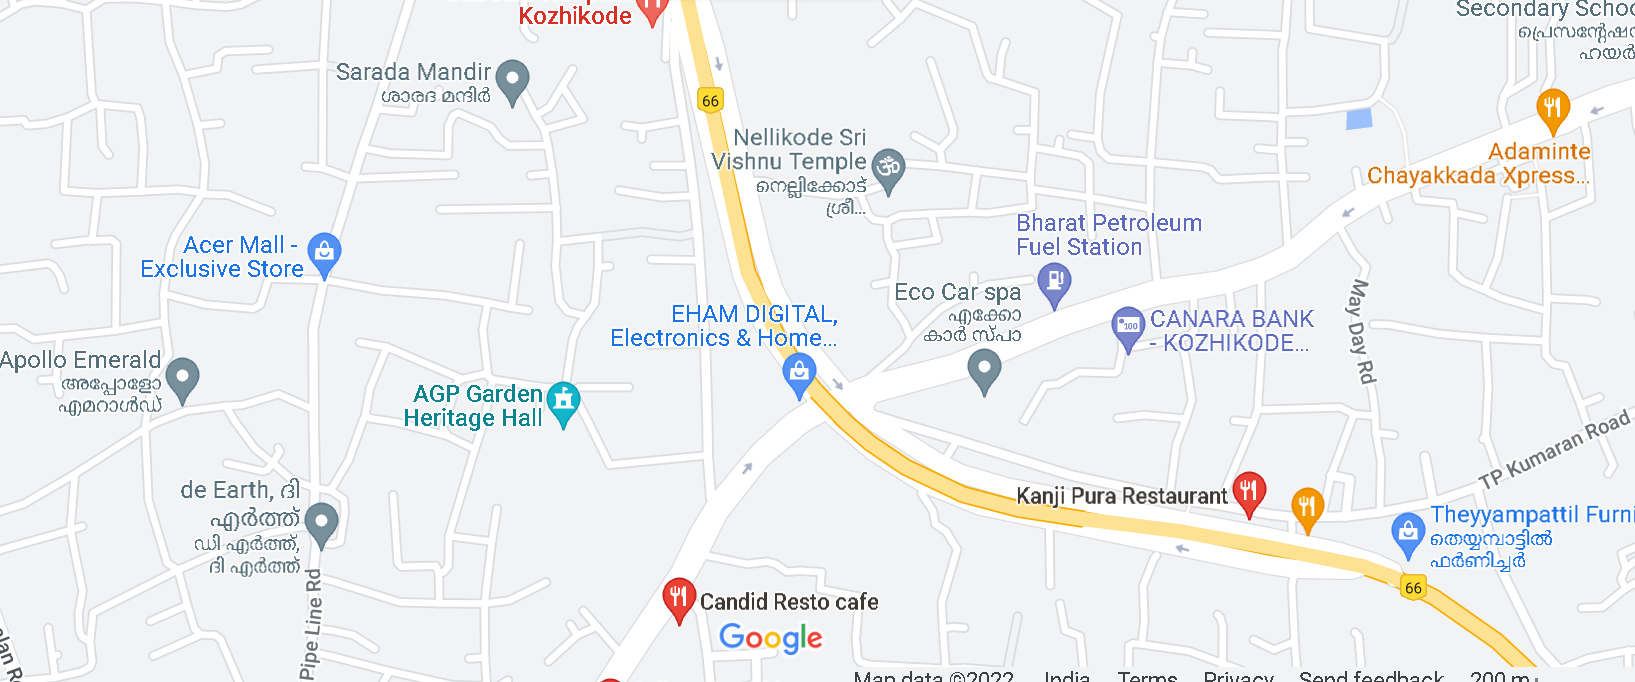 Kozhikode
Secondary
പ്രെസന്റേഷൻ
ഹയർ
Sarada Mandir
ശാരദ മന്ദിർ
66
Nellikode Sri
Vishnu Temple
നെല്ലിക്കോട്
ശ്രീ...
Adaminte
Chayakkada Xpress...
Acer Mall -
Exclusive Store
Bharat Petroleum
Fuel Station
Eco Car spa
എക്കോ
കാർ സ്പാ
May Day Rd
EHAM DIGITAL,
Electronics & Home...
CANARA BANK
- KOZHIKODE...
Apollo Emerald
അപ്പോളോ
എമറാൾഡ്
AGP Garden
Heritage Hall
TP Kumaran Road
de Earth, ദി
എർത്ത്
ഡി എർത്ത്,
ദി എർത്ത്
Kanji Pura Restaurant
Theyyampattil
തെയ്യമ്പാട്ടിൽ
ഫർണിച്ചർ
66
Pipe Line Rd
Candid Resto cafe
Google
Map data ©2022 India Terms Privacy Send feedback 200 m